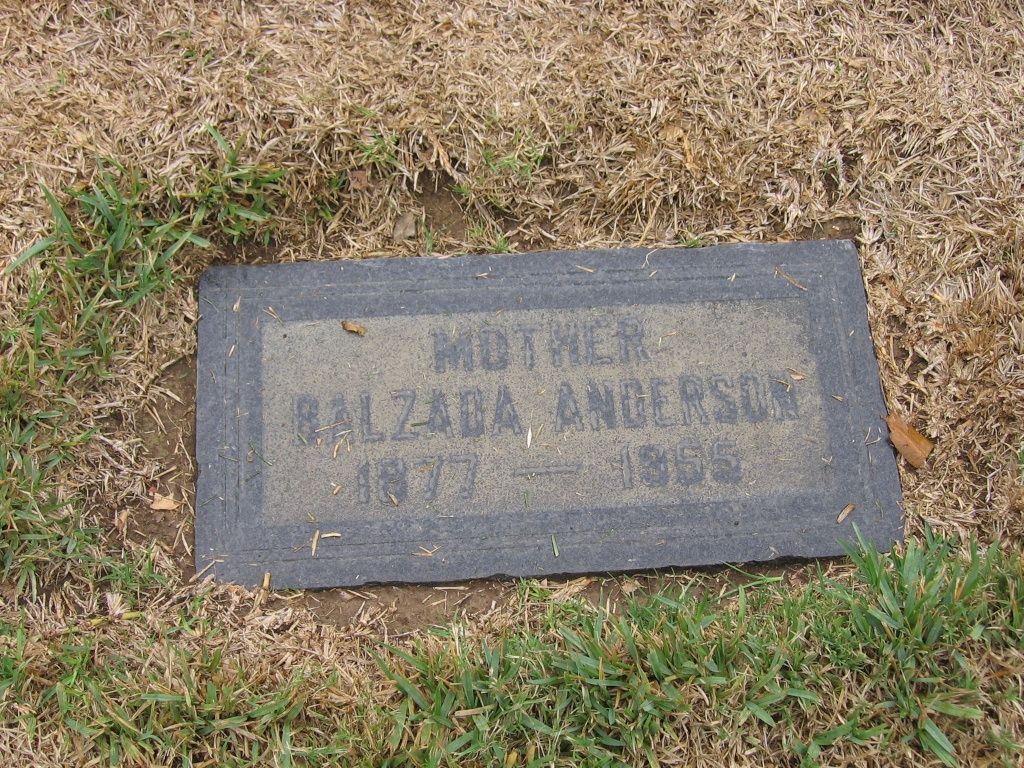 MOTHER
BALZADA ANDERSON
1877 — 1955